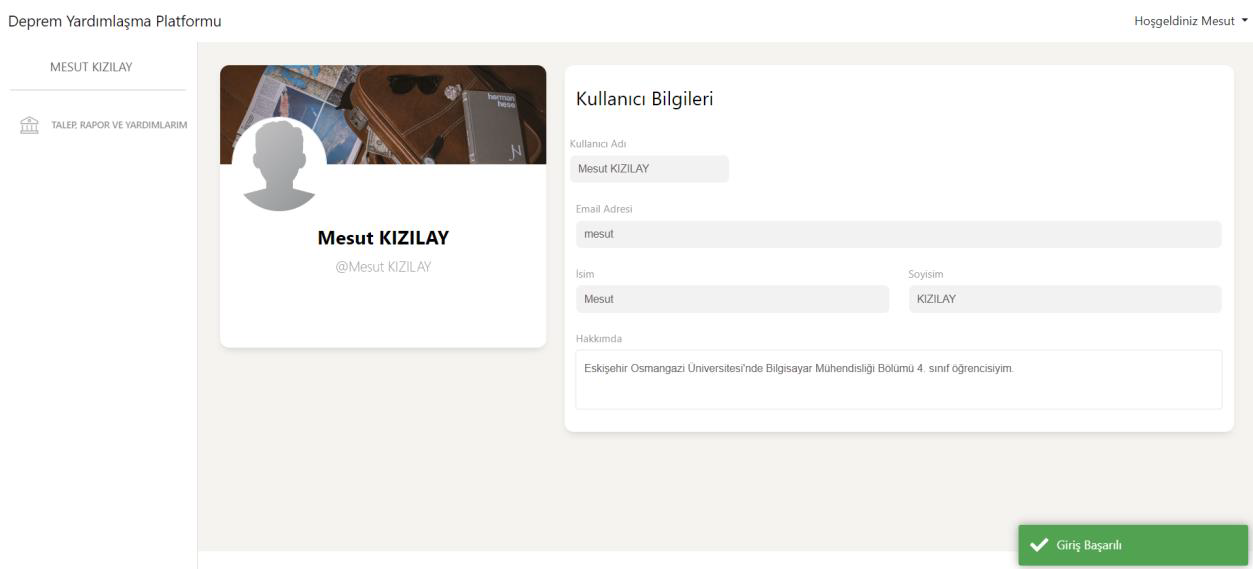 Deprem Yardımlaşma Platformu
Hoşgeldiniz Mesut
MESUT KIZILAY
TALEP, RAPOR VE YARDIMLARIM
herman
hese
Mesut KIZILAY
@Mesut KIZILAY
Kullanıcı Bilgileri
Kullanıcı Adı
Mesut KIZILAY
Email Adresi
mesut
İsim
Soyisim
Mesut
KIZILAY
Hakkımda
Eskişehir Osmangazi Üniversitesi'nde Bilgisayar Mühendisliği Bölümü 4. sınıf öğrencisiyim.
Giriş Başarılı